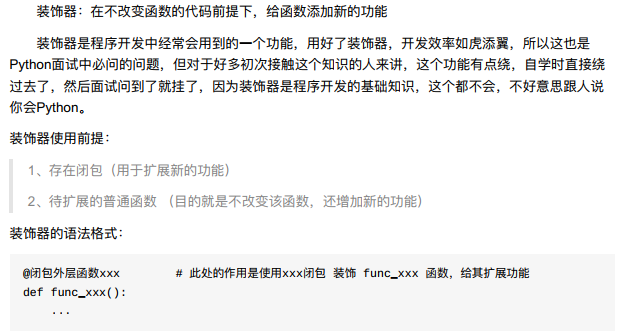 装饰器：在不改变函数的代码前提下，给函数添加新的功能
装饰器是程序开发中经常会用到的一个功能，用好了装饰器，开发效率如虎添翼，所以这也是
Python面试中必问的问题，但对于好多初次接触这个知识的人来讲，这个功能有点绕，自学时直接绕
过去了，然后面试问到了就挂了，因为装饰器是程序开发的基础知识，这个都不会，不好意思跟人说
你会Python。
装饰器使用前提：
1、存在闭包（用于扩展新的功能）
2、待扩展的普通函数 （目的就是不改变该函数，还增加新的功能）
装饰器的语法格式：
@闭包外层函数xxx        # 此处的作用是使用xxx闭包 装饰 func_xxx 函数，给其扩展功能
def func_xxx():
    ...